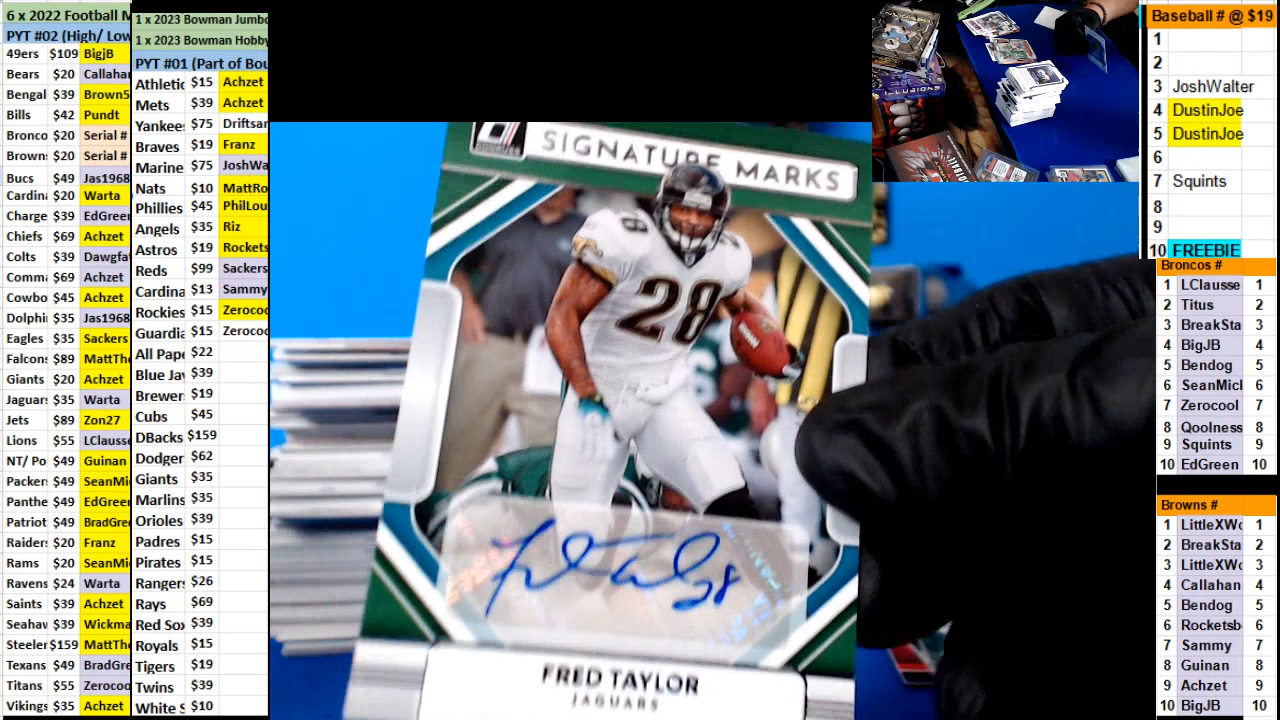 6 x 2022 Football M
PYT #02 (High/ Low
49ers $109 BigjB
Bears $20 Callaha
Bengal $39 Brown5
Bills $42 Pundt
Bronco $20 Serial #
Browns $20 Serial #
Bucs $49 Jas1968
Cardina $20 Warta
Charge $39 EdGreen
Chiefs $69 Achzet
Colts $39 Dawgfa
Comma $69 Achzet
Cowbo $45 Achzet
Dolphi $35 Jas1968
Eagles $35 Sackers
Falcon $89 MattTh
Giants $20 Achzet
Jaguar $35 Warta
Jets $89 Zon27
Lions $55 LClausse
NT/ Po $49 Guinan
Packer $49 SeanMi
Panthe $49 EdGreen
Patriot $49 BradGre
Raider $20 Franz
Rams $20 SeanMi
Ravens $24 Warta
Saints $39 Achzet
Seahav $39 Wickma
Steeler $159 MattTh
Texans $49 BradGre
Titans $55 Zerocoo
Vikings $35 Achzet
1 x 2023 Bowman Jumbo
1 x 2023 Bowman Hobby
PYT #01 (Part of Bou
Athletic $15 Achzet
Mets $39 Achzet
Yankee $75 Driftsar
Braves $19 Franz
Marine $75 JoshWa
Nats $10 MattRo
Phillies $45 PhilLou
Angels $35 Riz
Astros $19 Rockets
Reds $99 Sackers
Cardina $13 Sammy
Rockies $15 Zerocoo
Guardia $15 Zerocoo
All Pape $22
Blue Jay $39
Brewer $19
Cubs $45
DBacks $159
Dodger $62
Giants $35
Marlins $35
Orioles $39
Padres $15
Pirates $15
Ranger $26
Rays $69
Red Sox $39
Royals $15
Tigers $19
Twins $39
White S $10
SIGNATURE MARKS
28
FRED TAYLOR
JAGUARS
ILLUSIONS
Baseball # @ $19
1
2
3 JoshWalter
4 DustinJoe
5 DustinJoe
6
7 Squints
8
9
10 FREEBIE
Broncos #
1 LClausse 1
2 Titus 2
3 BreakSta 3
4 BigJB 4
5 Bendog 5
6 SeanMicl 6
7 Zerocool 7
8 Qoolness 8
9 Squints 9
10 EdGreen 10
Browns #
1 LittleXWo 1
2 BreakSta 2
3 LittleXWo 3
4 Callahan 4
5 Bendog 5
6 Rocketsb 6
7 Sammy 7
8 Guinan 8
9 Achzet 9
10 BigJB 10